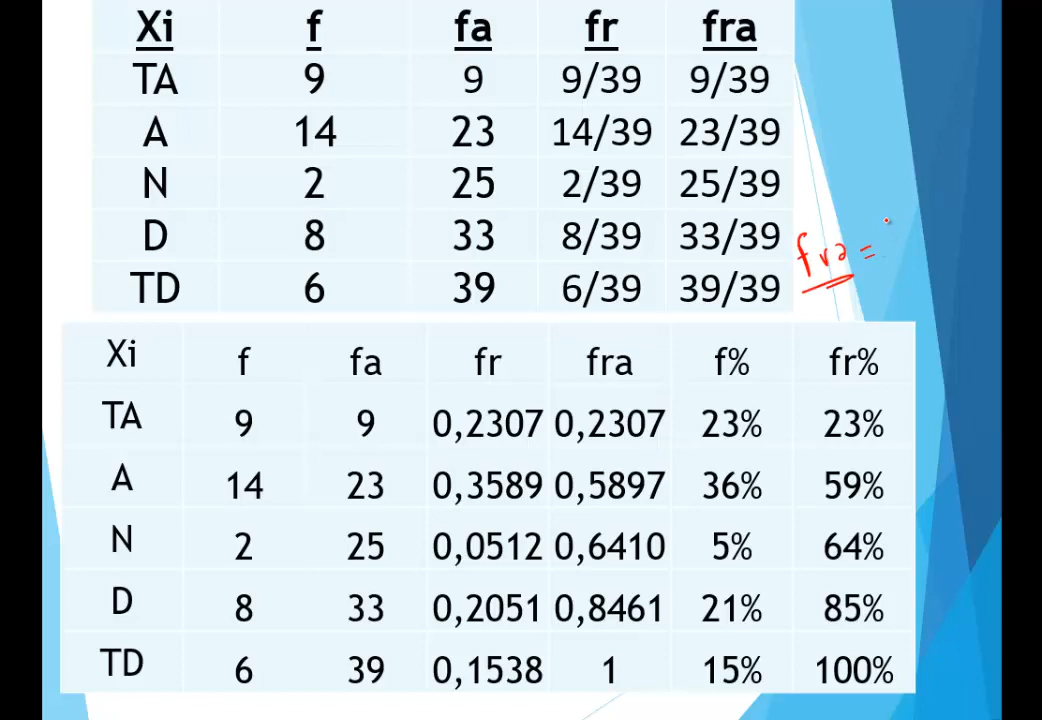 Xi f fa fr fra
TA 9 9 9/39 9/39
A 14 23 14/39 23/39
N 2 25 2/39 25/39
D 8 33 8/39 33/39
fra =
TD 6 39 6/39 39/39
Xi f fa fr fra f% fr%
TA 9 9 0,2307 0,2307 23% 23%
A 14 23 0,3589 0,5897 36% 59%
N 2 25 0,0512 0,6410 5% 64%
D 8 33 0,2051 0,8461 21% 85%
TD 6 39 0,1538 1 15% 100%